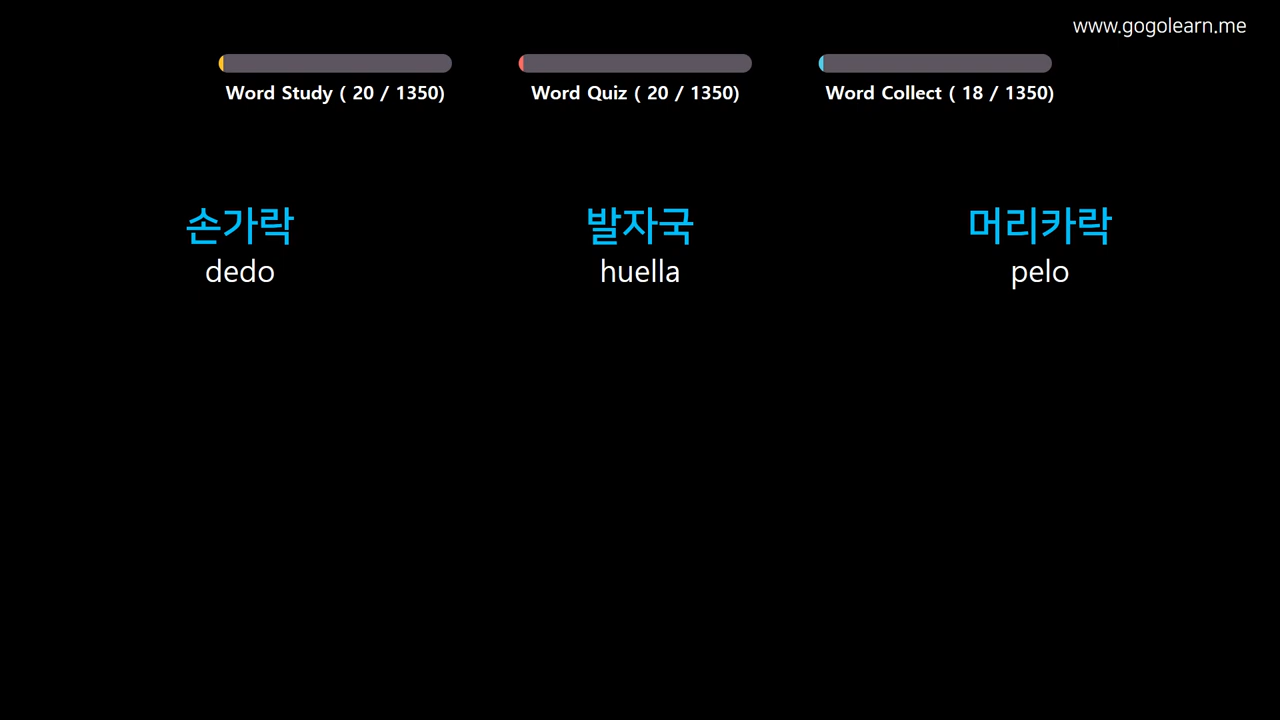 www.gogolearn.me
Word Study ( 20 / 1350)
Word Quiz ( 20 / 1350)
Word Collect ( 18 / 1350)
손가락
발자국
머리카락
dedo
huella
pelo